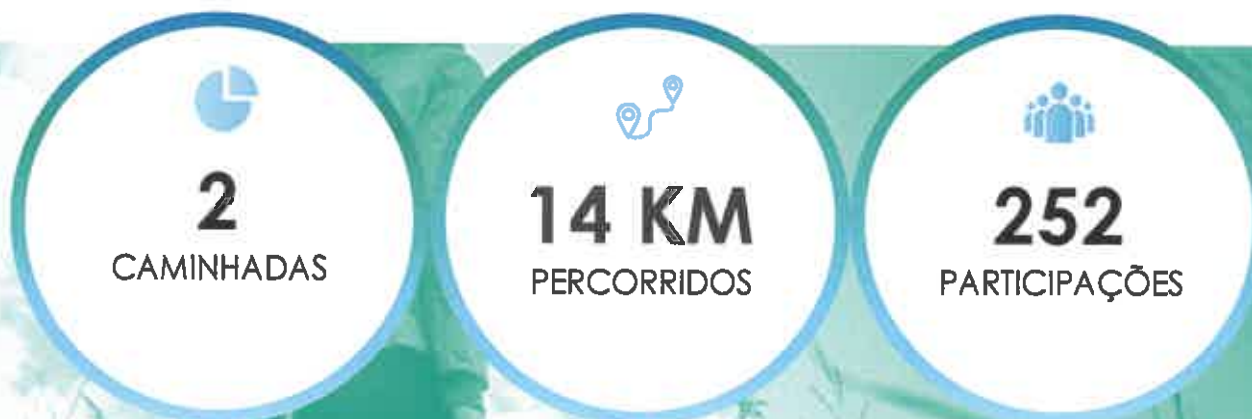 2
CAMINHADAS
14 KM
PERCORRIDOS
252
PARTICIPAÇÕES